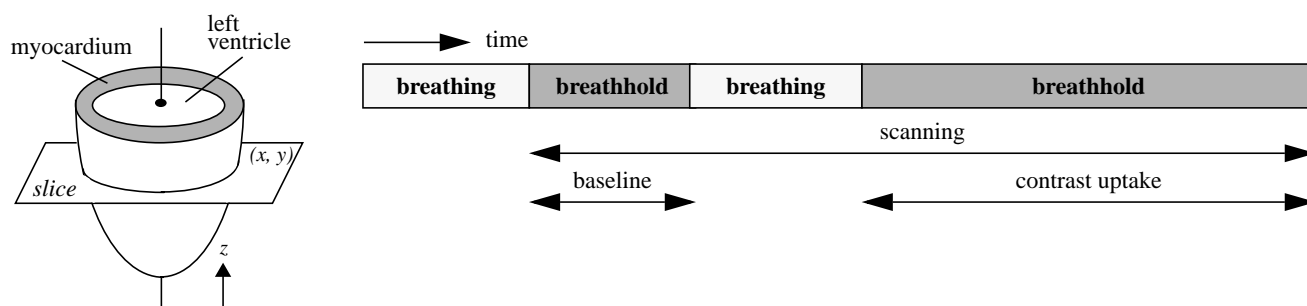 left
ventricle
myocardium
(x, y)
slice
z
time
breathing breathhold breathing breathhold
scanning
baseline contrast uptake